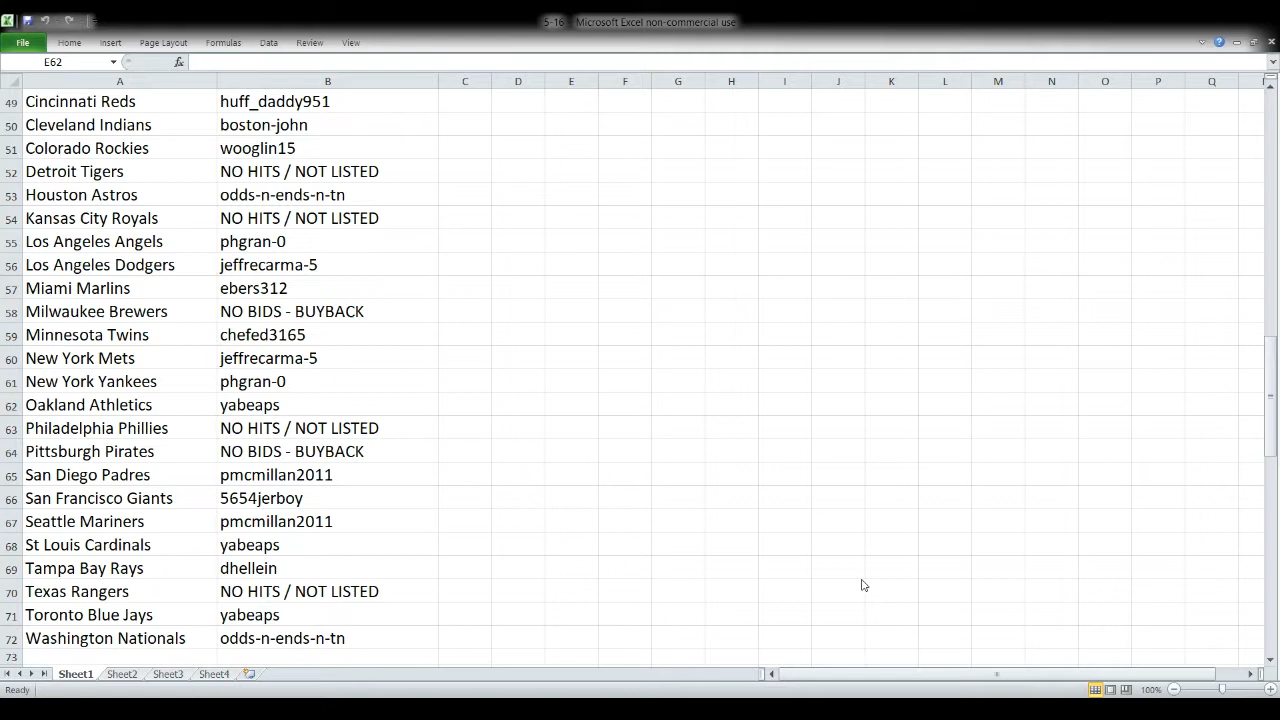 5-16 - Microsoft Excel non-commercial use
File Home Insert Page Layout Formulas Data Review View
E62 fx
A B C D E F G H I J K L M N O P Q
49 Cincinnati Reds huff_daddy951
50 Cleveland Indians boston-john
51 Colorado Rockies wooglin15
52 Detroit Tigers NO HITS / NOT LISTED
53 Houston Astros odds-n-ends-n-tn
54 Kansas City Royals NO HITS / NOT LISTED
55 Los Angeles Angels phgran-0
56 Los Angeles Dodgers jeffrecarma-5
57 Miami Marlins ebers312
58 Milwaukee Brewers NO BIDS - BUYBACK
59 Minnesota Twins chefed3165
60 New York Mets jeffrecarma-5
61 New York Yankees phgran-0
62 Oakland Athletics yabeaps
63 Philadelphia Phillies NO HITS / NOT LISTED
64 Pittsburgh Pirates NO BIDS - BUYBACK
65 San Diego Padres pmcmillan2011
66 San Francisco Giants 5654jerboy
67 Seattle Mariners pmcmillan2011
68 St Louis Cardinals yabeaps
69 Tampa Bay Rays dhellein
70 Texas Rangers NO HITS / NOT LISTED
71 Toronto Blue Jays yabeaps
72 Washington Nationals odds-n-ends-n-tn
73
Sheet1 Sheet2 Sheet3 Sheet4
Ready 100%